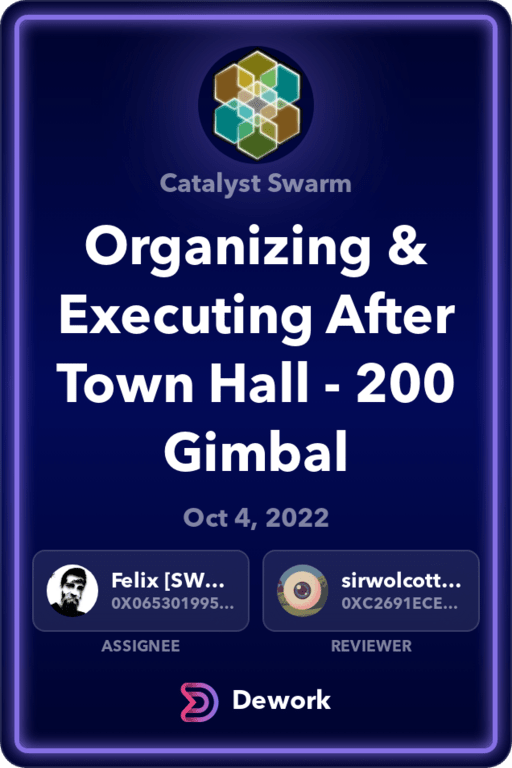 Catalyst Swarm
Organizing &
Executing After
Town Hall - 200
Gimbal
Oct 4, 2022
Felix [SW...
0X065301995...
sirwolcott...
0XC2691ECE...
ASSIGNEE
REVIEWER
Dework